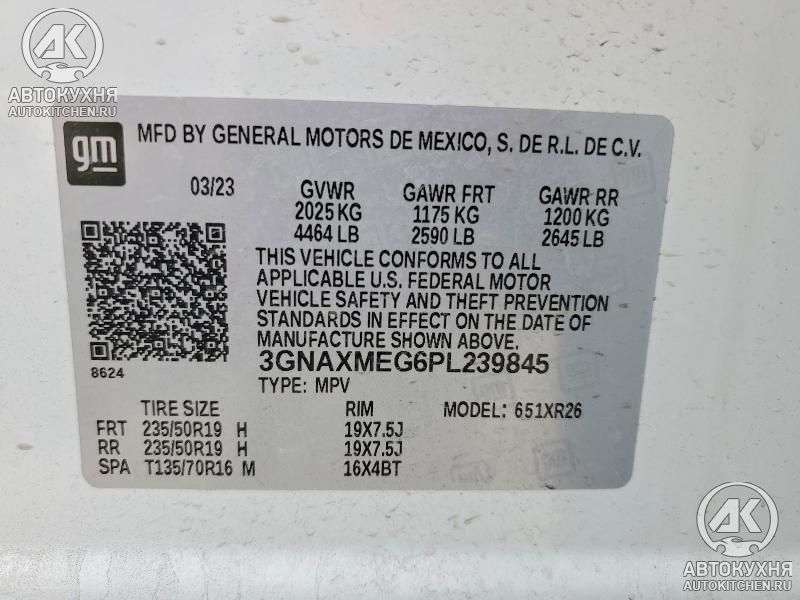 AK
АВТОКУХНЯ
AUTOKITCHEN.RU
gm
MFD BY GENERAL MOTORS DE MEXICO, S. DE R.L. DE C.V.
03/23 GVWR GAWR FRT GAWR RR
2025 KG 1175 KG 1200 KG
4464 LB 2590 LB 2645 LB
THIS VEHICLE CONFORMS TO ALL
APPLICABLE U.S. FEDERAL MOTOR
VEHICLE SAFETY AND THEFT PREVENTION
STANDARDS IN EFFECT ON THE DATE OF
MANUFACTURE SHOWN ABOVE.
8624
3GNAXMEG6PL239845
TYPE: MPV
TIRE SIZE RIM MODEL: 651XR26
FRT 235/50R19 H 19X7.5J
RR 235/50R19 H 19X7.5J
SPA T135/70R16 M 16X4BT
AK
АВТОКУХНЯ
AUTOKITCHEN.RU